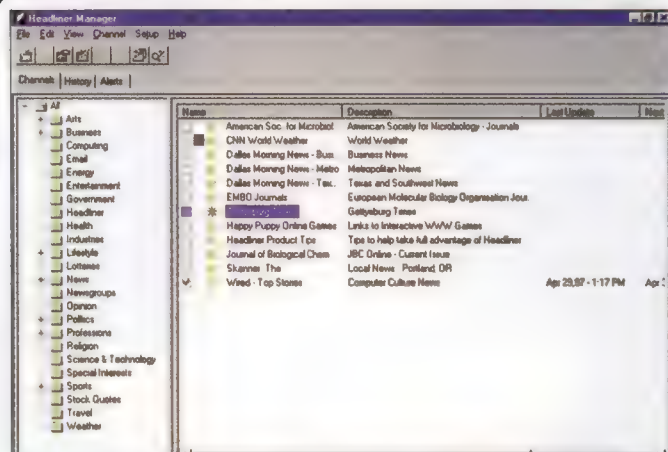 Headliner Manager
File Edit View Channel Setup Help
Channels History Alerts
All
Arts
Business
Computing
Email
Energy
Entertainment
Government
Headliner
Health
Industries
Lifestyle
Lotteries
News
Newsgroups
Opinion
Politics
Professions
Religion
Science & Technology
Special Interests
Sports
Stock Quotes
Travel
Weather
Name Description Last Update Next
American Soc. for Microbiol American Society for Microbiology - Journals
CNN World Weather World Weather
Dallas Morning News - Busi. Business News
Dallas Morning News - Metro Metropolitan News
Dallas Morning News - Tex.. Texas and Southwest News
EMBO Journals European Molecular Biology Organisation Jour.
Gettysburg Times
Happy Puppy Online Games Links to Interactive WWW Games
Headliner Product Tips Tips to help take full advantage of Headliner
Journal of Biological Chem JBC Online - Current Issue
Skanner The Local News Portland, OR
Wired - Top Stories Computer Culture News Apr 29,97 - 1:17 PM Apr